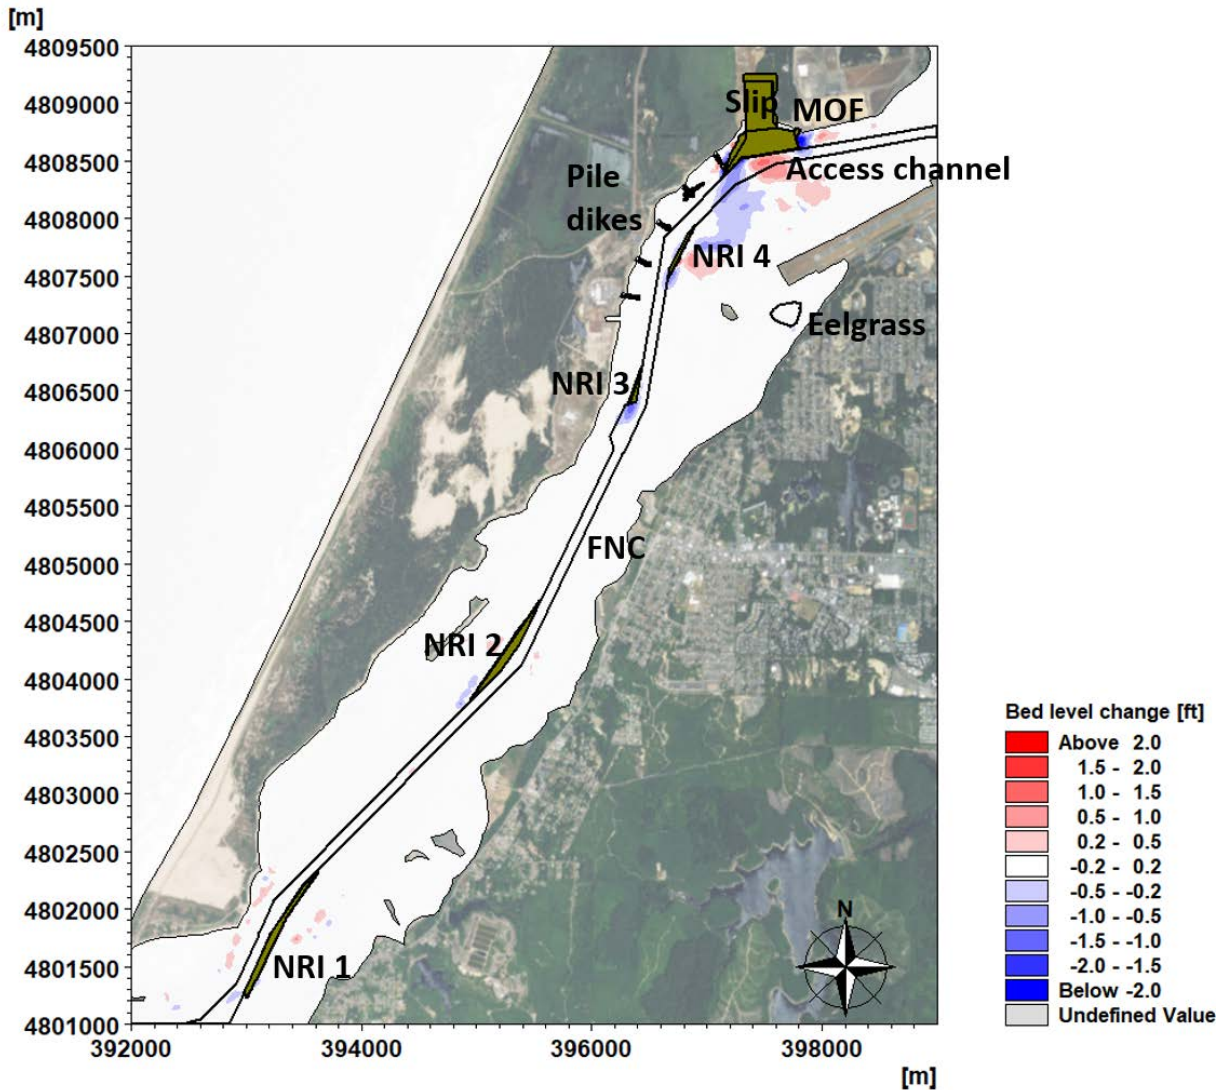 [m]
4809500
4809000
4808500
4808000
4807500
4807000
4806500
4806000
4805500
4805000
4804500
4804000
4803500
4803000
4802500
4802000
4801500
4801000
392000 394000 396000 398000
[m]
Slip
MOF
Access channel
Pile
dikes
NRI 4
Eelgrass
NRI 3
FNC
NRI 2
NRI 1
N
Bed level change [ft]
Above 2.0
1.5 - 2.0
1.0 - 1.5
0.5 - 1.0
0.2 - 0.5
-0.2 - 0.2
-0.5 - -0.2
-1.0 - -0.5
-1.5 - -1.0
-2.0 - -1.5
Below -2.0
Undefined Value